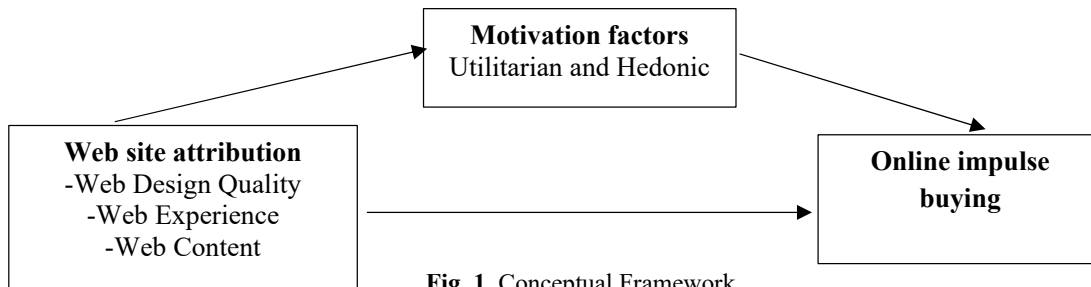 Motivation factors
Utilitarian and Hedonic
Web site attribution
-Web Design Quality
-Web Experience
-Web Content
Online impulse
buying
Fig. 1. Conceptual Framework